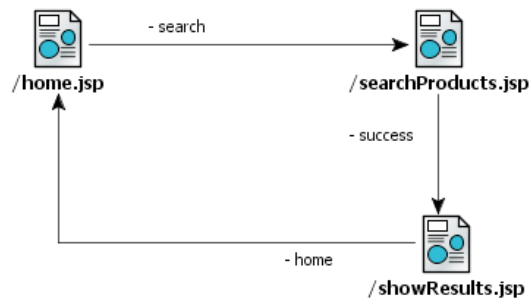 - search
/home.jsp
/searchProducts.jsp
- success
- home
/showResults.jsp